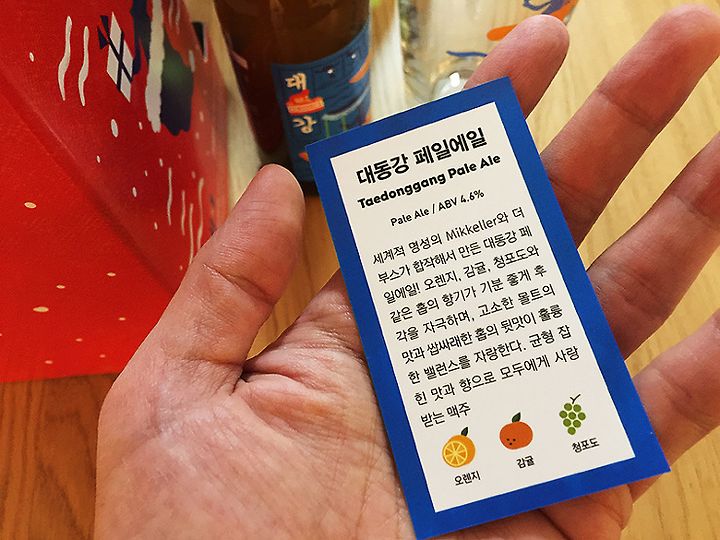 대
강
대동강 페일에일
Taedonggang Pale Ale
Pale Ale / ABV 4.6%
세계적 명성의 Mikkeller와 더
부스가 합작해서 만든 대동강 페
일에일! 오렌지, 감귤, 청포도와
같은 홉의 향기가 기분 좋게 후
각을 자극하며, 고소한 몰트의
맛과 쌉싸래한 홉의 뒷맛이 훌륭
한 밸런스를 자랑한다. 균형 잡
힌 맛과 향으로 모두에게 사랑
받는 맥주
오렌지
감귤
청포도